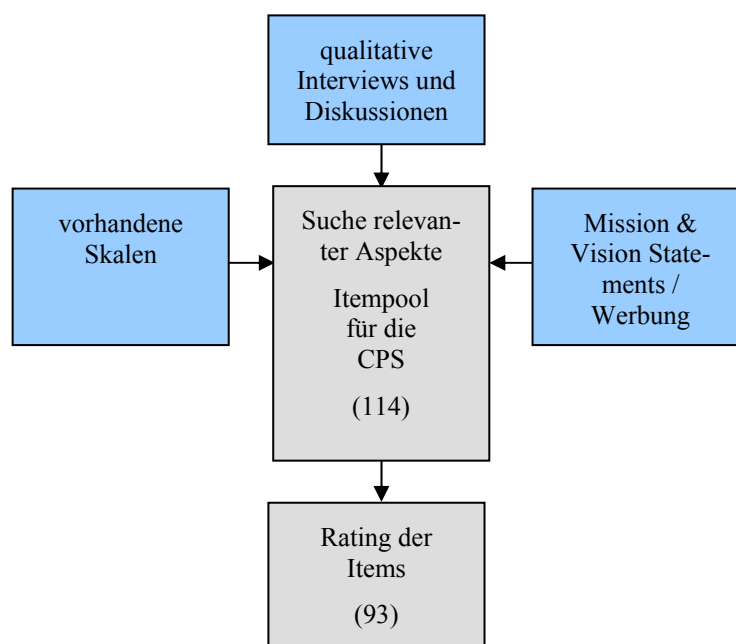 qualitative
Interviews und
Diskussionen
vorhandene
Skalen
Suche relevan-
ter Aspekte
Itempool
für die
CPS
(114)
Mission &
Vision State-
ments /
Werbung
Rating der
Items
(93)